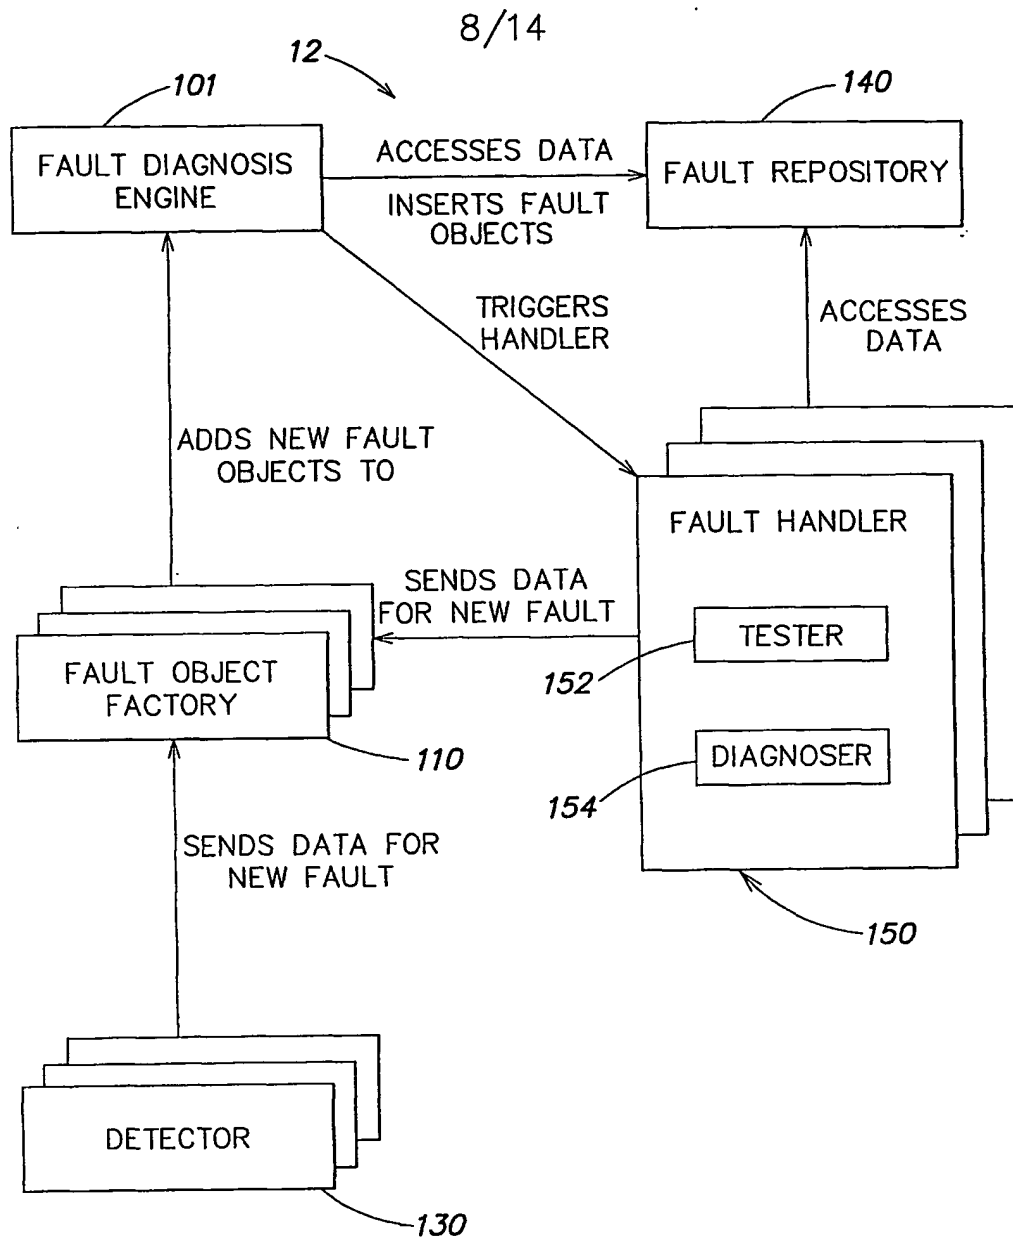 8/14
12
101
140
FAULT DIAGNOSIS
ENGINE
ACCESSES DATA
INSERTS FAULT
OBJECTS
FAULT REPOSITORY
TRIGGERS
HANDLER
ACCESSES
DATA
ADDS NEW FAULT
OBJECTS TO
FAULT HANDLER
SENDS DATA
FOR NEW FAULT
TESTER
152
FAULT OBJECT
FACTORY
110
DIAGNOSER
154
SENDS DATA FOR
NEW FAULT
150
DETECTOR
130